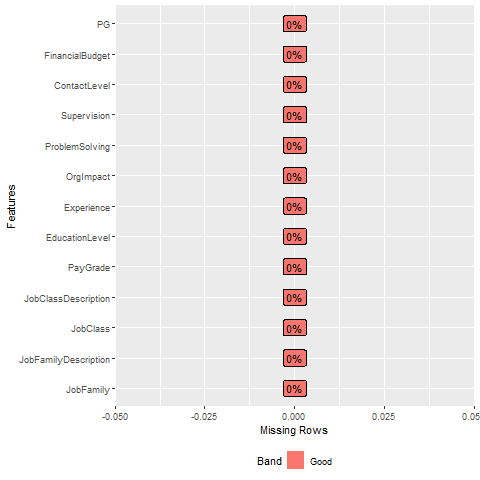 Features
PG 0%
FinancialBudget 0%
ContactLevel 0%
Supervision 0%
ProblemSolving 0%
OrgImpact 0%
Experience 0%
EducationLevel 0%
PayGrade 0%
JobClassDescription 0%
JobClass 0%
JobFamilyDescription 0%
JobFamily 0%
-0.050 -0.025 0.000 0.025 0.05
Missing Rows
Band Good